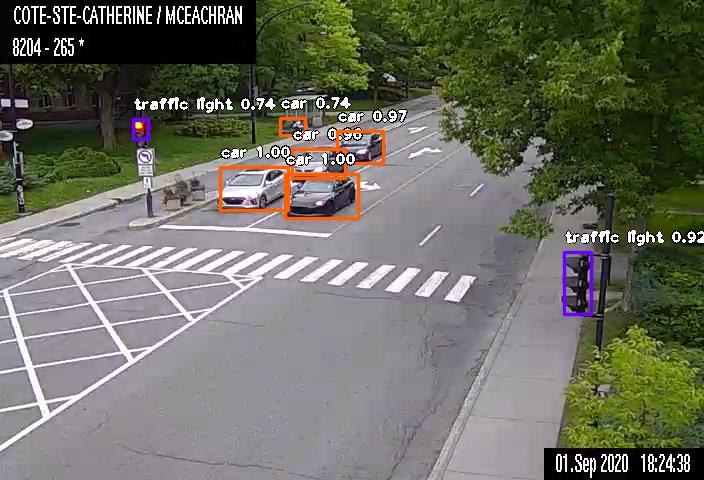 COTE-STE-CATHERINE / MCEACHRAN
8204 - 265 *
traffic light 0.74
car 0.74
car 0.97
car 0.96
car 1.00
car 1.00
traffic light 0.92
01.Sep 2020 18:24:38